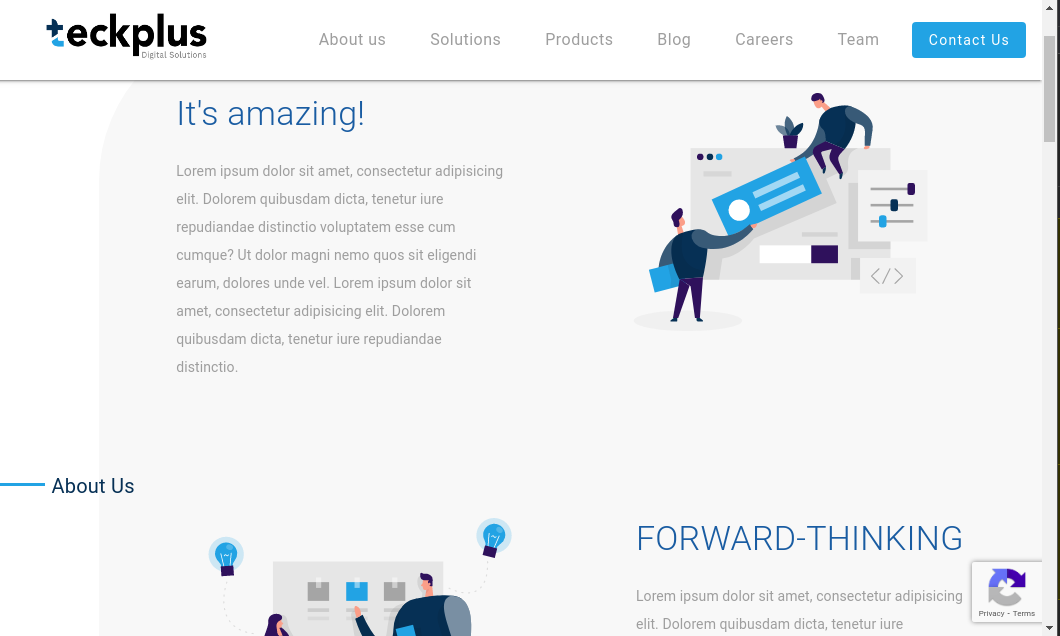 teckplus
Digital Solutions
About us
Solutions
Products
Blog
Careers
Team
Contact Us
It's amazing!
Lorem ipsum dolor sit amet, consectetur adipisicing
elit. Dolorem quibusdam dicta, tenetur iure
repudiandae distinctio voluptatem esse cum
cumque? Ut dolor magni nemo quos sit eligendi
earum, dolores unde vel. Lorem ipsum dolor sit
amet, consectetur adipisicing elit. Dolorem
quibusdam dicta, tenetur iure repudiandae
distinctio.
</>
About Us
FORWARD-THINKING
Lorem ipsum dolor sit amet, consectetur adipisicing
elit. Dolorem quibusdam dicta, tenetur iure
Privacy - Terms